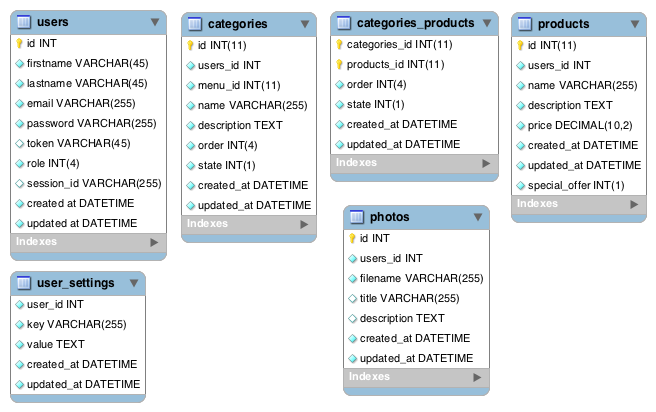 users
id INT
firstname VARCHAR(45)
lastname VARCHAR(45)
email VARCHAR(255)
password VARCHAR(255)
token VARCHAR(45)
role INT(4)
session_id VARCHAR(255)
created at DATETIME
updated at DATETIME
Indexes
categories
id INT(11)
users_id INT
menu_id INT(11)
name VARCHAR(255)
description TEXT
order INT(4)
state INT(1)
created_at DATETIME
updated_at DATETIME
Indexes
categories_products
categories_id INT(11)
products_id INT(11)
order INT(4)
state INT(1)
created_at DATETIME
updated_at DATETIME
Indexes
products
id INT(11)
users_id INT
name VARCHAR(255)
description TEXT
price DECIMAL(10,2)
created_at DATETIME
updated_at DATETIME
special_offer INT(1)
Indexes
user_settings
user_id INT
key VARCHAR(255)
value TEXT
created_at DATETIME
updated_at DATETIME
photos
id INT
users_id INT
filename VARCHAR(255)
title VARCHAR(255)
description TEXT
created_at DATETIME
updated_at DATETIME
Indexes